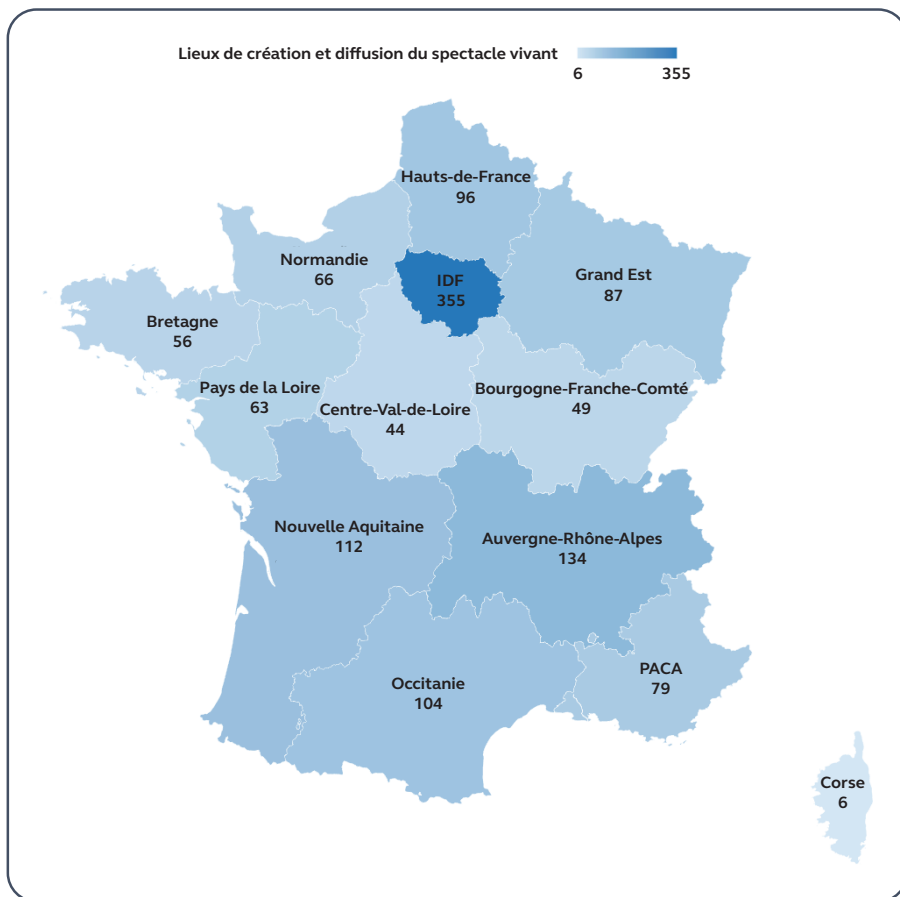 Lieux de création et diffusion du spectacle vivant
6 355
Hauts-de-France
96
Normandie
66
IDF
355
Grand Est
87
Bretagne
56
Pays de la Loire
63
Centre-Val-de-Loire
44
Bourgogne-Franche-Comté
49
Nouvelle Aquitaine
112
Auvergne-Rhône-Alpes
134
Occitanie
104
PACA
79
Corse
6